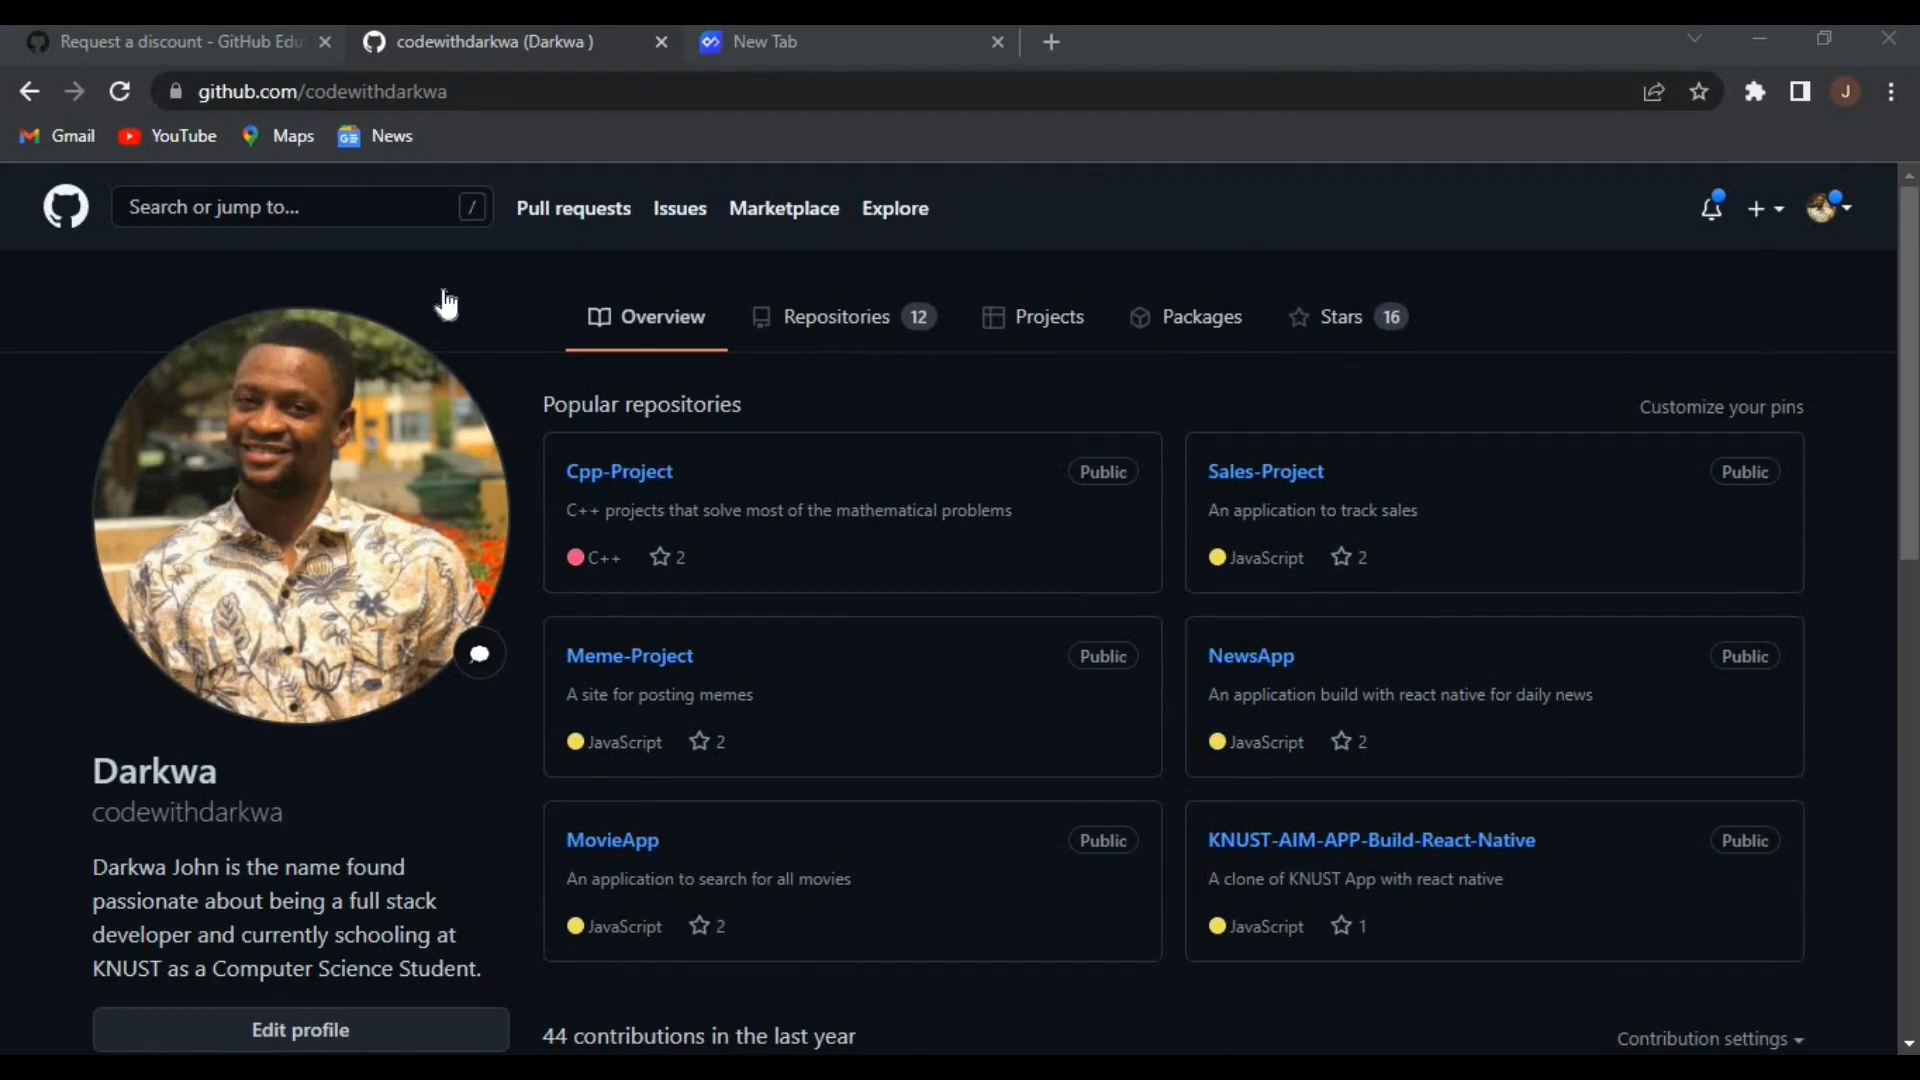 Request a discount - GitHub Edu
codewithdarkwa (Darkwa )
New Tab
github.com/codewithdarkwa
J
Gmail
YouTube
Maps
News
Search or jump to...
/
Pull requests
Issues
Marketplace
Explore
Overview
Repositories 12
Projects
Packages
Stars 16
Popular repositories
Customize your pins
Cpp-Project
Public
C++ projects that solve most of the mathematical problems
C++
2
Sales-Project
Public
An application to track sales
JavaScript
2
Meme-Project
Public
A site for posting memes
JavaScript
2
NewsApp
Public
An application build with react native for daily news
JavaScript
2
MovieApp
Public
An application to search for all movies
JavaScript
2
KNUST-AIM-APP-Build-React-Native
Public
A clone of KNUST App with react native
JavaScript
1
Darkwa
codewithdarkwa
Darkwa John is the name found
passionate about being a full stack
developer and currently schooling at
KNUST as a Computer Science Student.
Edit profile
44 contributions in the last year
Contribution settings